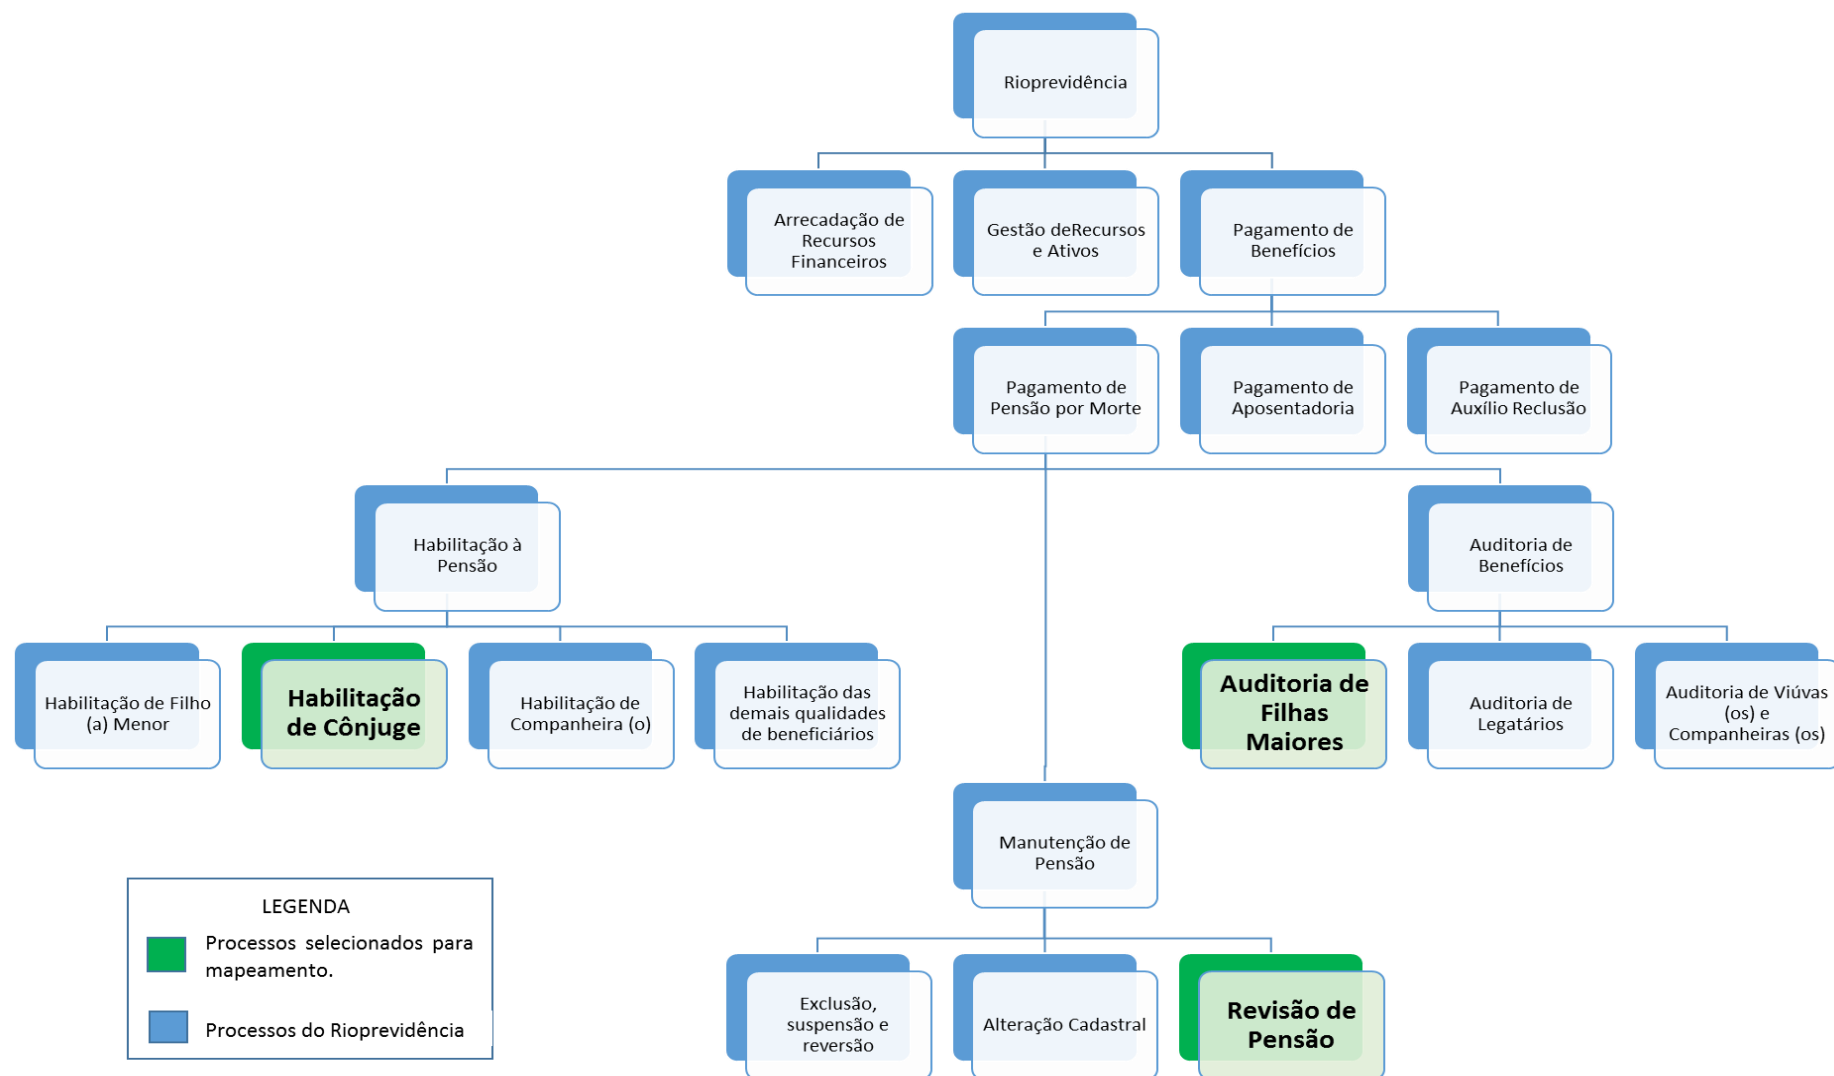 Rioprevidência
Arrecadação de
Recursos
Financeiros
Gestão deRecursos
e Ativos
Pagamento de
Benefícios
Pagamento de
Pensão por Morte
Pagamento de
Aposentadoria
Pagamento de
Auxílio Reclusão
Habilitação à
Pensão
Auditoria de
Benefícios
Habilitação de Filho
(a) Menor
Habilitação
de Cônjuge
Habilitação de
Companheira (o)
Habilitação das
demais qualidades
de beneficiários
Auditoria de
Filhas
Maiores
Auditoria de
Legatários
Auditoria de Viúvas
(os) e
Companheiras (os)
Manutenção de
Pensão
Exclusão,
suspensão e
reversão
Alteração Cadastral
Revisão de
Pensão
LEGENDA
Processos selecionados para
mapeamento.
Processos do Rioprevidência